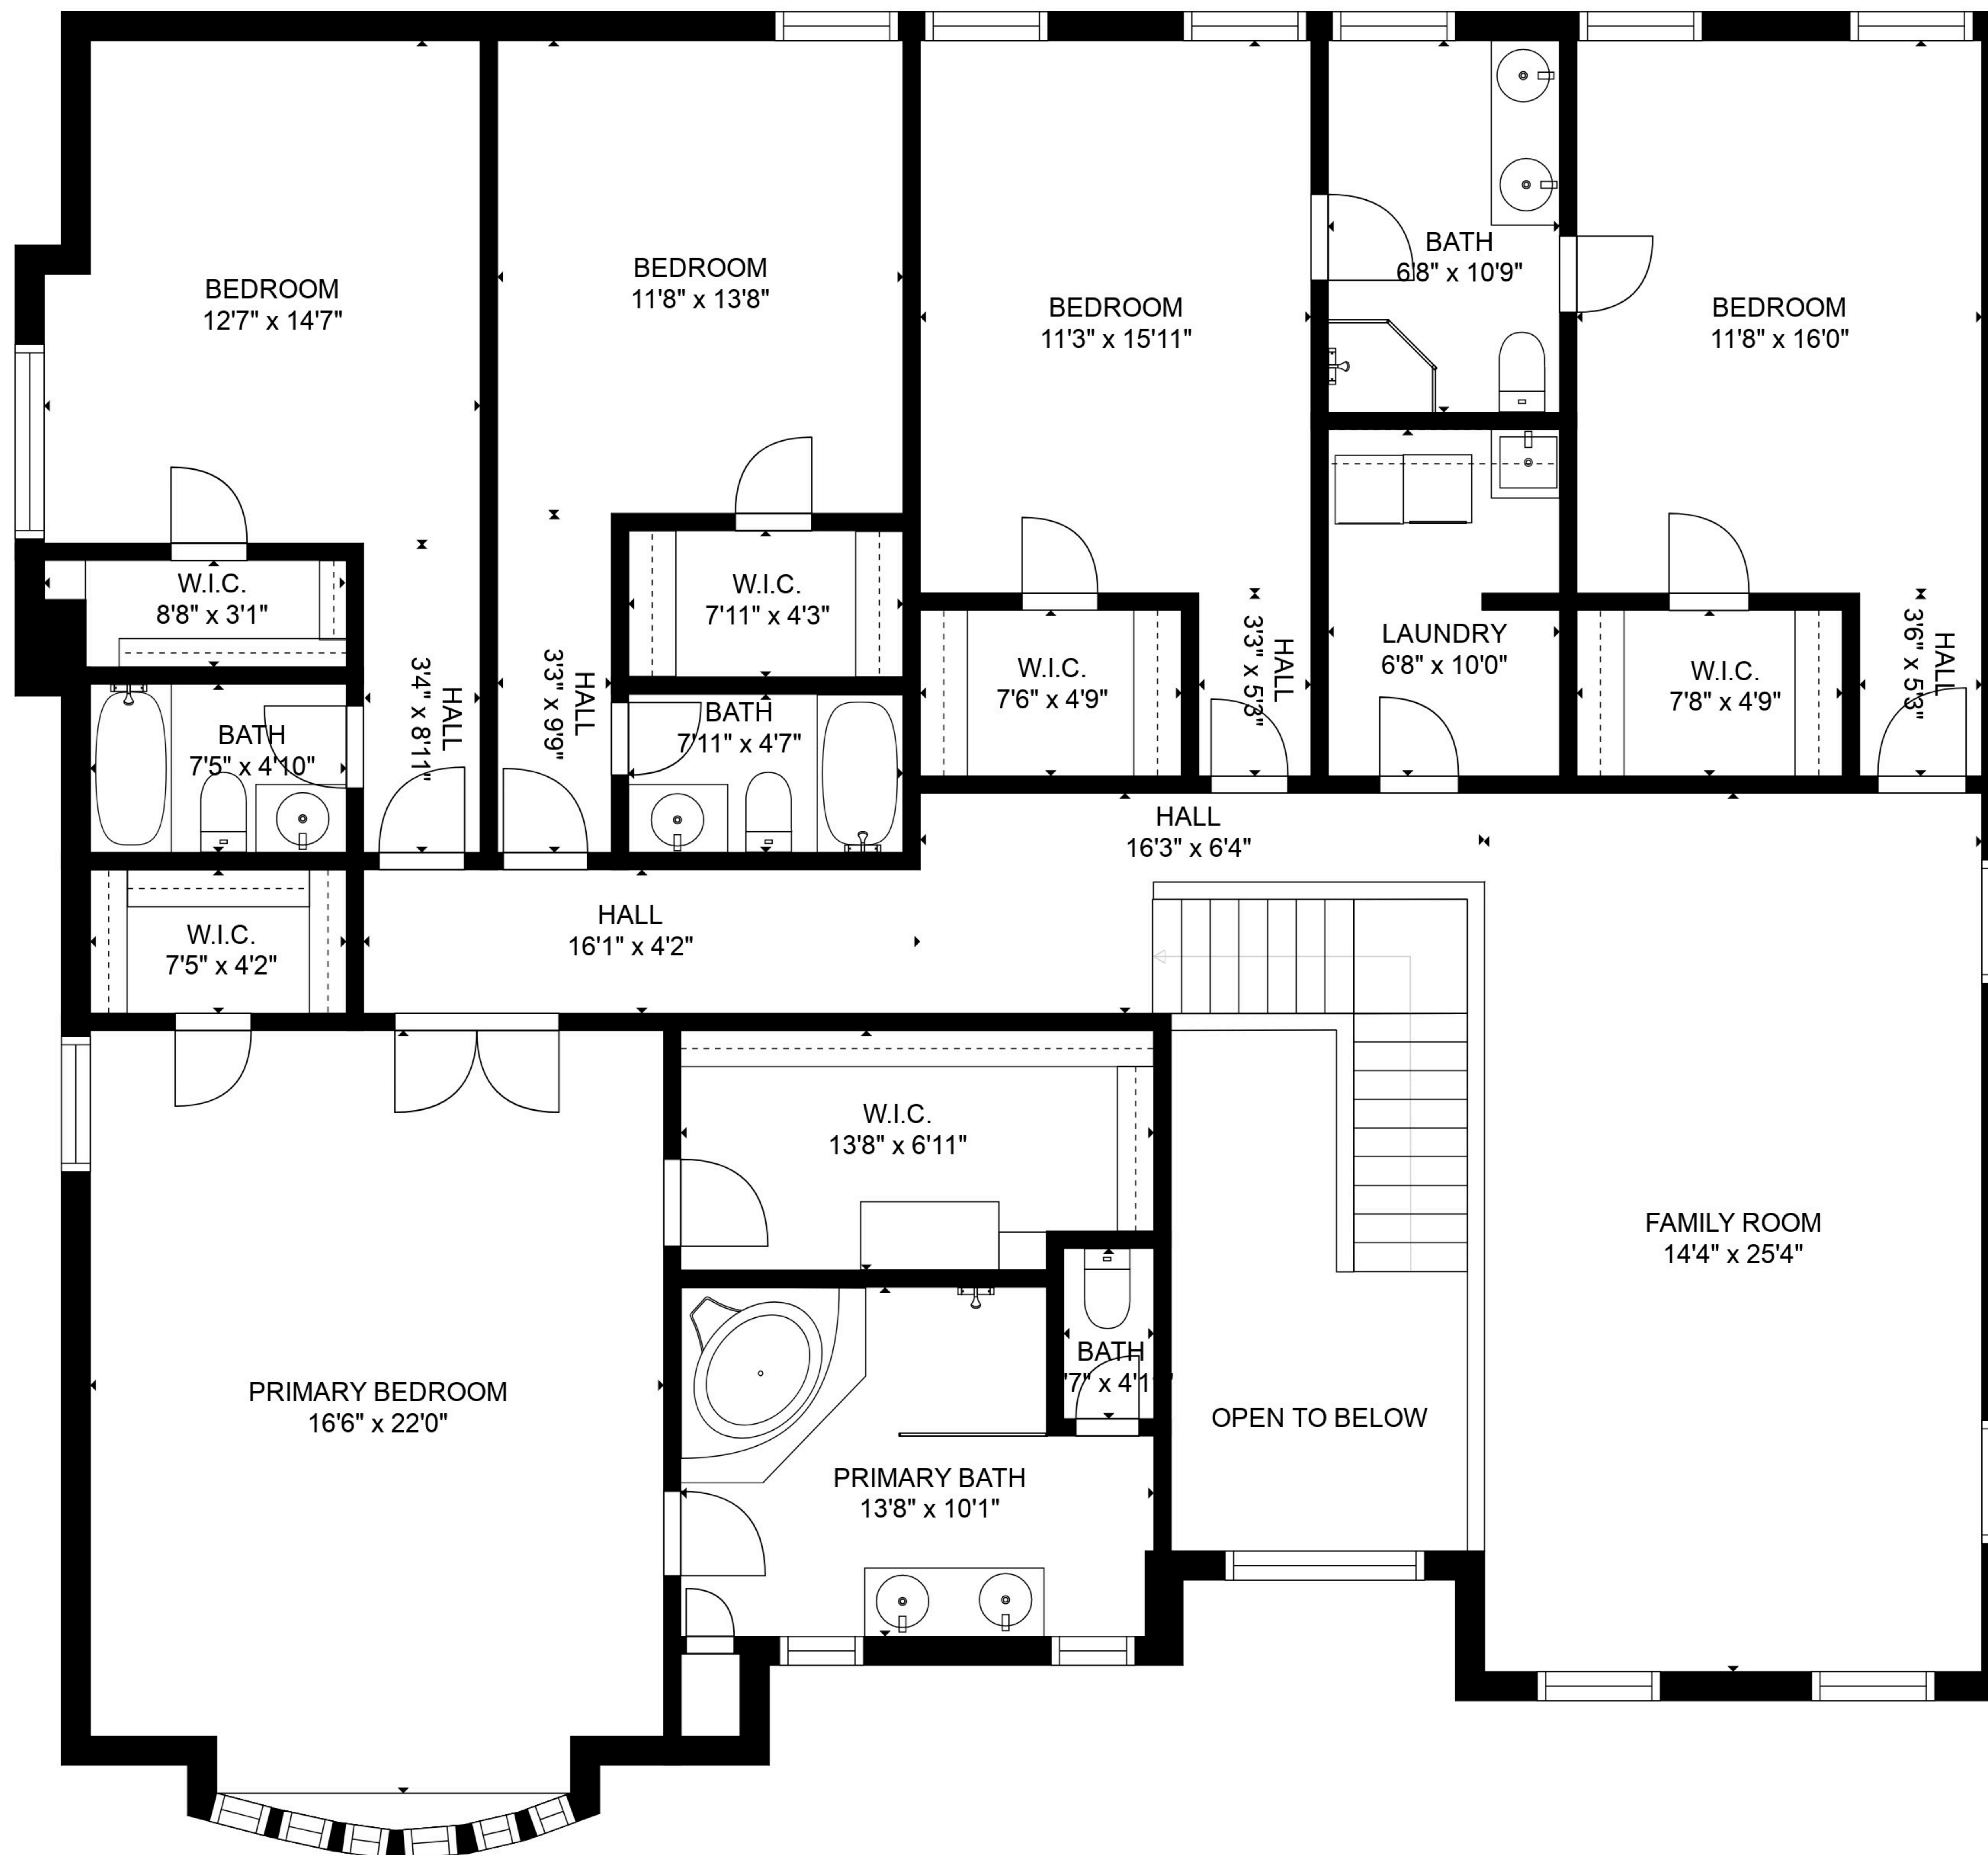 BEDROOM
12'7" x 14'7"
BEDROOM
11'8" x 13'8"
BEDROOM
11'3" x 15'11"
BATH
6'8" x 10'9"
BEDROOM
11'8" x 16'0"
W.I.C.
8'8" x 3'1"
W.I.C.
7'11" x 4'3"
W.I.C.
7'6" x 4'9"
HALL
3'3" x 5'3"
LAUNDRY
6'8" x 10'0"
W.I.C.
7'8" x 4'9"
HALL
3'6" x 5'3"
BATH
7'5" x 4'10"
HALL
3'4" x 8'11"
HALL
3'3" x 9'9"
BATH
7'11" x 4'7"
HALL
16'3" x 6'4"
W.I.C.
7'5" x 4'2"
HALL
16'1" x 4'2"
W.I.C.
13'8" x 6'11"
FAMILY ROOM
14'4" x 25'4"
BATH
PRIMARY BEDROOM
16'6" x 22'0"
OPEN TO BELOW
PRIMARY BATH
13'8" x 10'1"